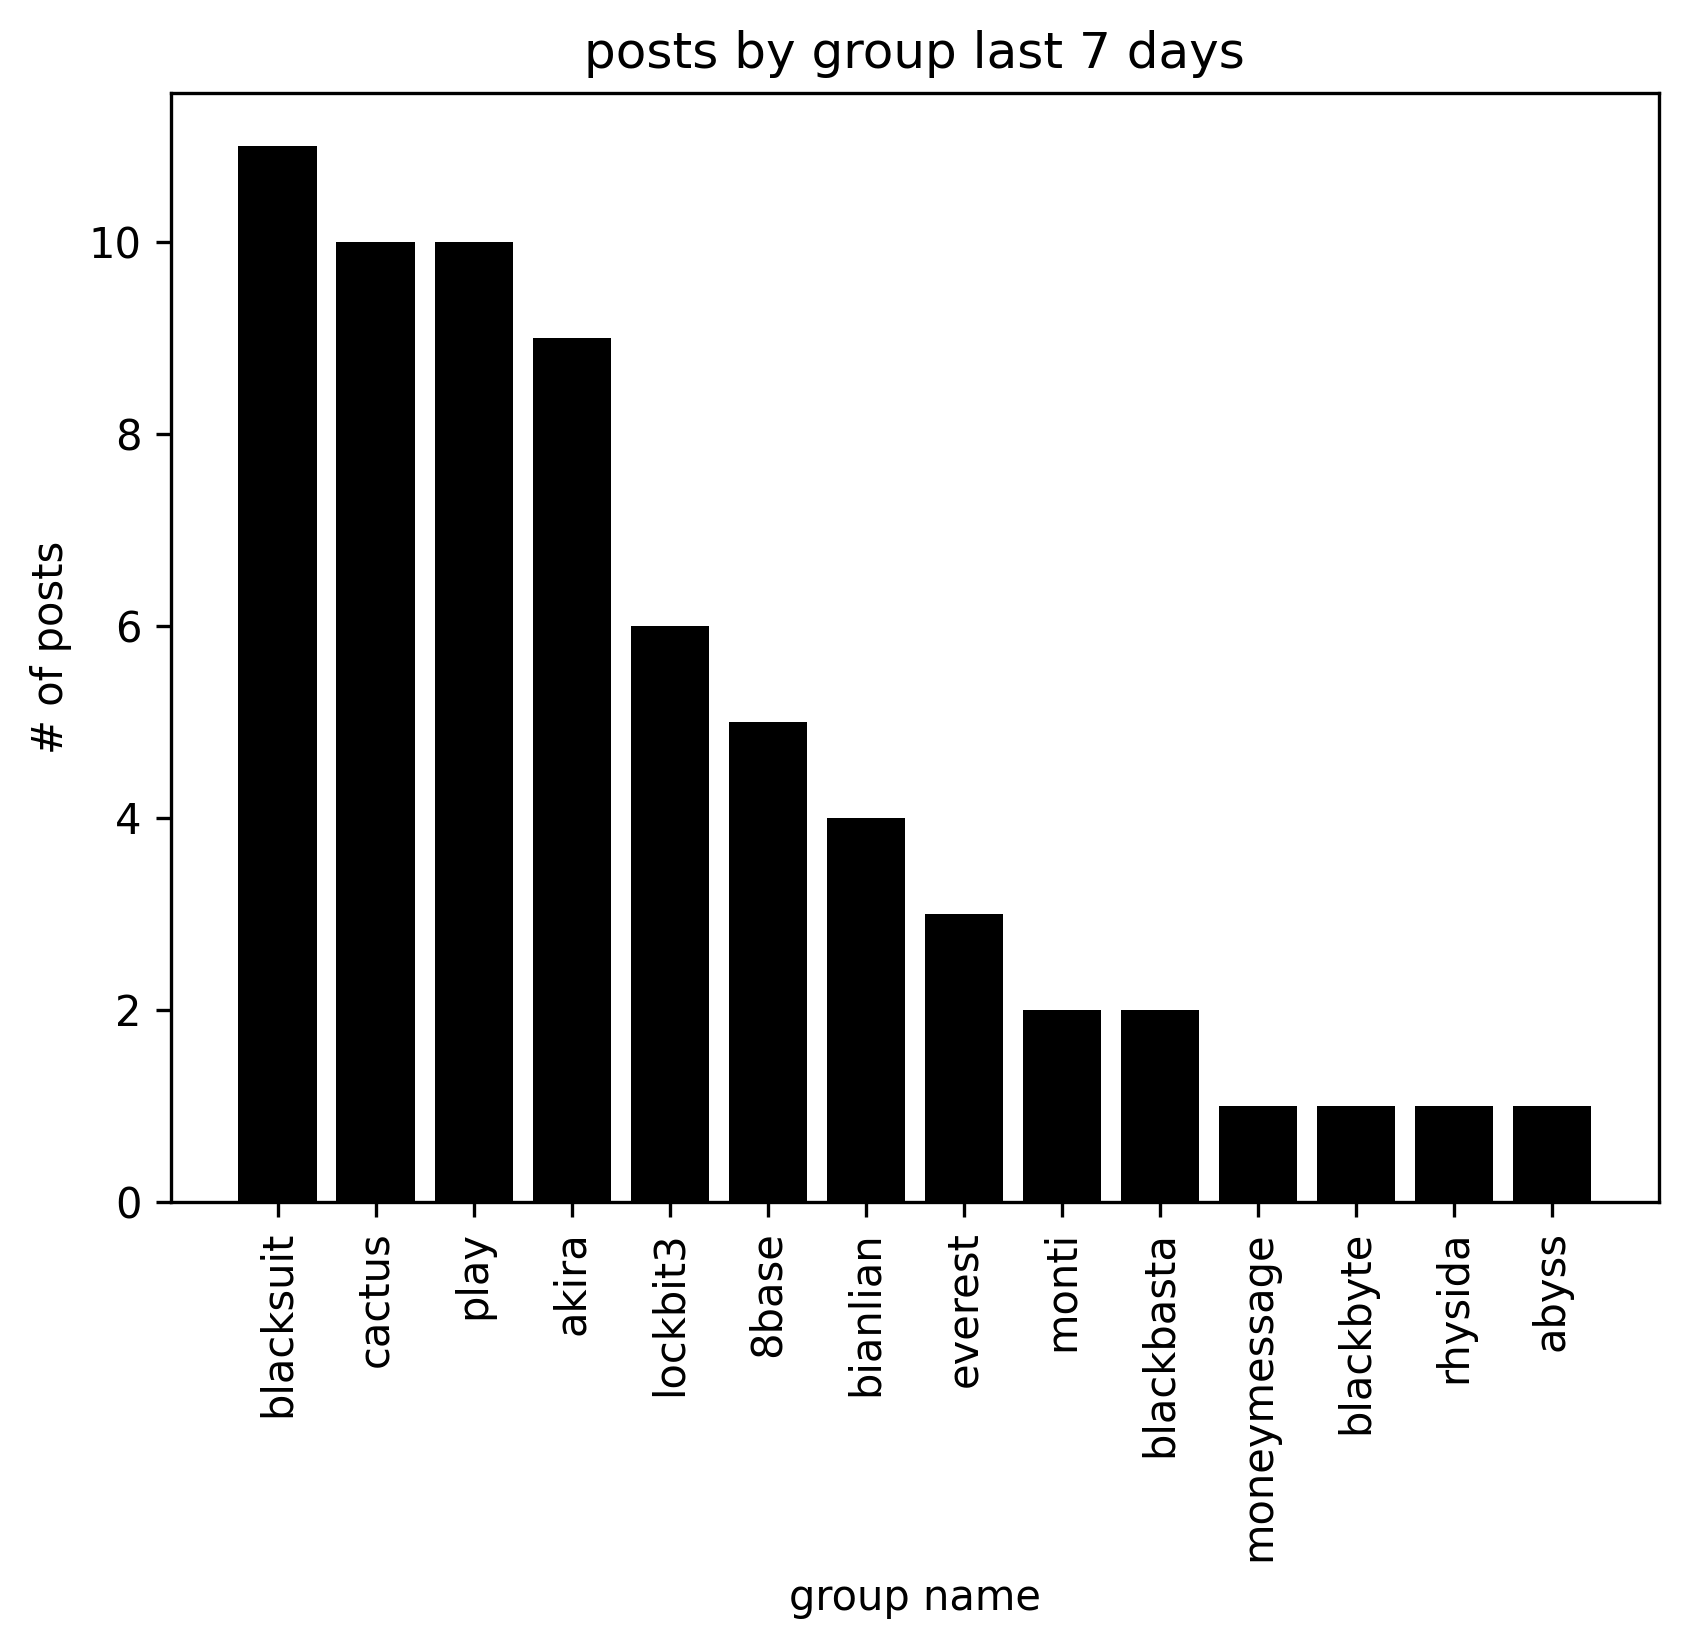 posts by group last 7 days
# of posts
10
8
6
4
2
0
blacksuit
cactus
play
akira
lockbit3
8base
bianlian
everest
monti
blackbasta
moneymessage
blackbyte
rhysida
abyss
group name